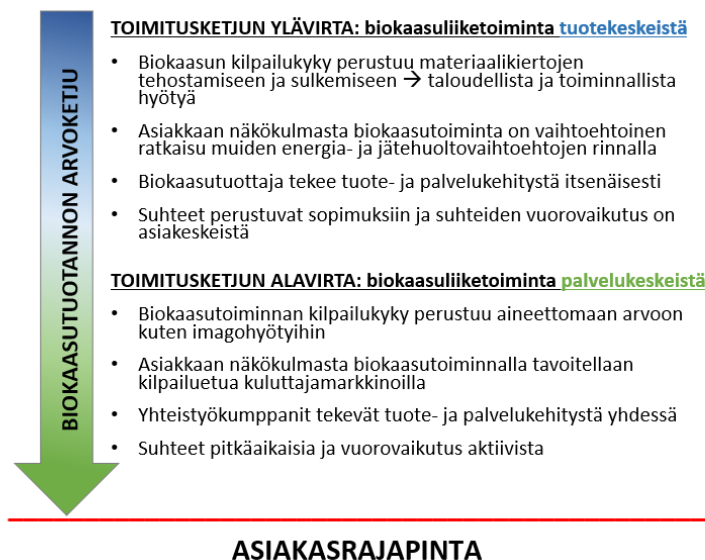 BIOKAASUTUOTANNON ARVOKETJU
TOIMITUSKETJUN YLÄVIRTA: biokaasuliiketoiminta tuotekeskeistä
• Biokaasun kilpailukyky perustuu materiaalikiertojen
tehostamiseen ja sulkemiseen → taloudellista ja toiminnallista
hyötyä
• Asiakkaan näkökulmasta biokaasutoiminta on vaihtoehtoinen
ratkaisu muiden energia- ja jätehuoltovaihtoehtojen rinnalla
• Biokaasutuottaja tekee tuote- ja palvelukehitystä itsenäisesti
• Suhteet perustuvat sopimuksiin ja suhteiden vuorovaikutus on
asiakeskeistä
TOIMITUSKETJUN ALAVIRTA: biokaasuliiketoiminta palvelukeskeistä
• Biokaasutoiminnan kilpailukyky perustuu aineettomaan arvoon
kuten imagohyötyihin
• Asiakkaan näkökulmasta biokaasutoiminnalla tavoitellaan
kilpailuetua kuluttajamarkkinoilla
• Yhteistyökumppanit tekevät tuote- ja palvelukehitystä yhdessä
• Suhteet pitkäaikaisia ja vuorovaikutus aktiivista
ASIAKASRAJAPINTA